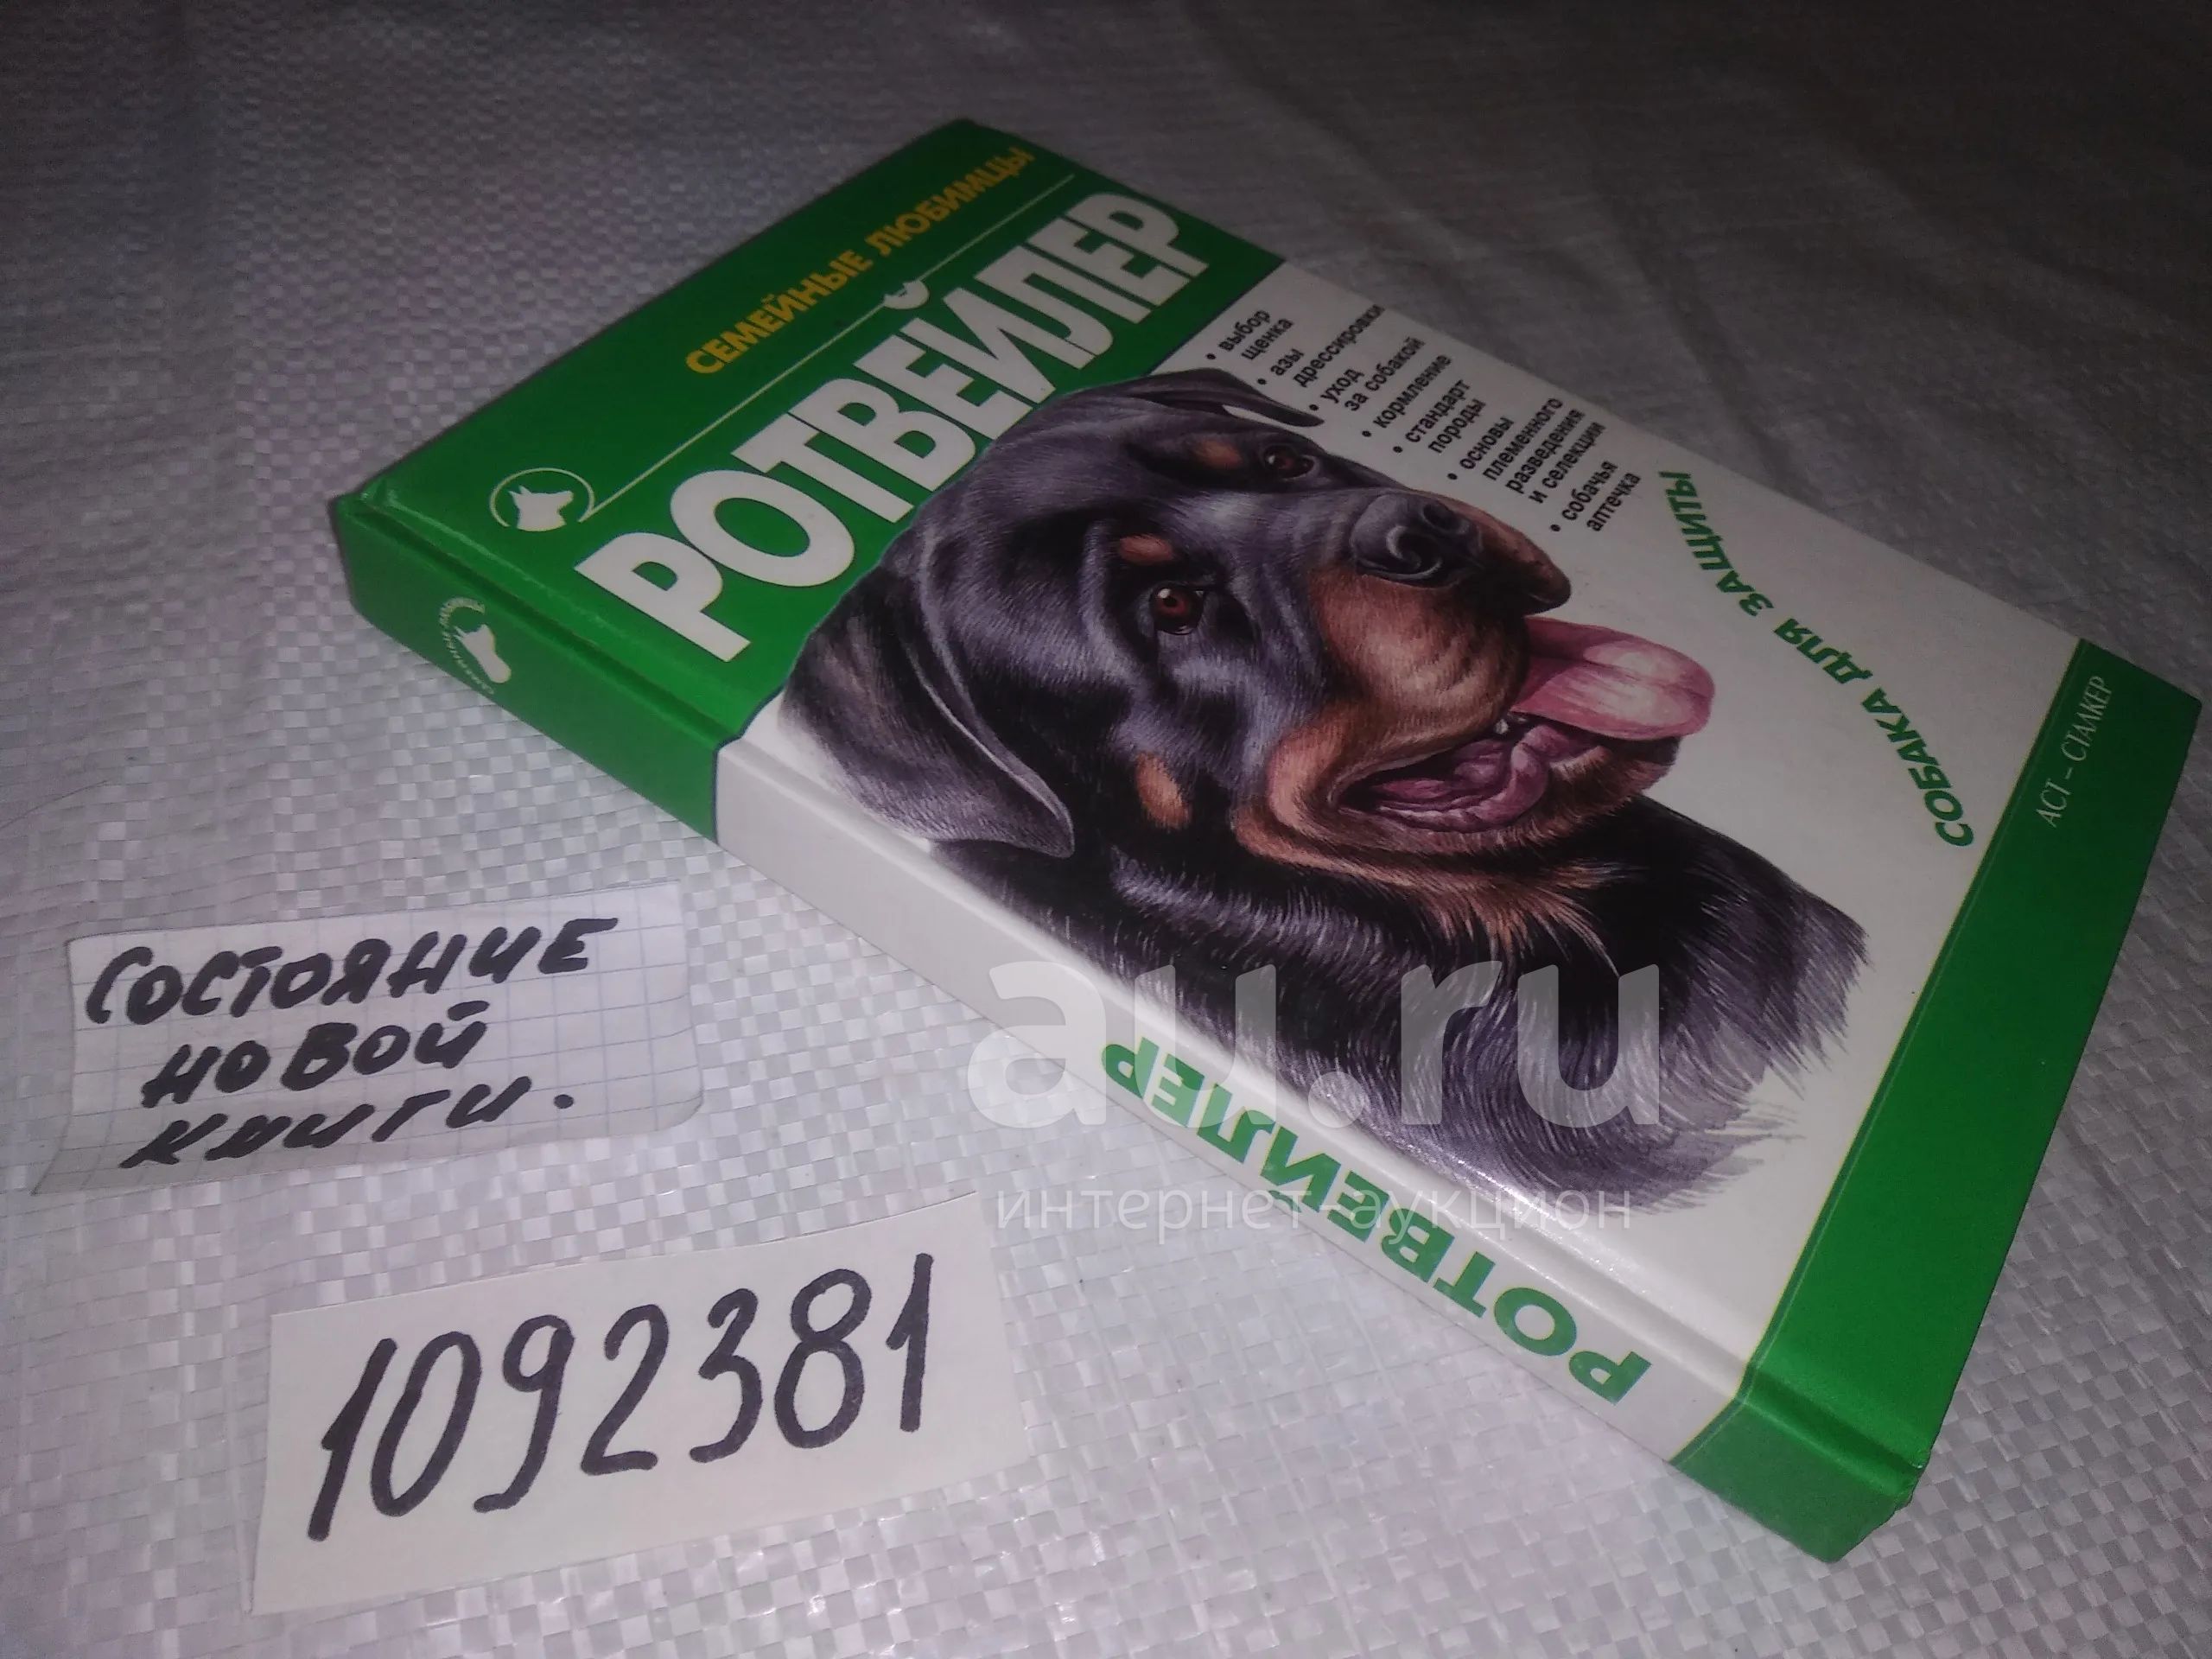 СЕМЕЙНЫЕ ЛЮБИМЦЫ
РОТВЕЙЛЕР
• выбор
щенка
• азы
дрессировки
• уход
за собакой
• кормление
• стандарт
породы
• основы
племенного
разведения
и селекции
• собачья
аптечка
СОБАКА ДЛЯ ЗАЩИТЫ
АСТ – СТАЛКЕР
РОТВЕЙЛЕР
СОСТОЯНИЕ
НОВОЙ
КНИГИ.
1092381
au.ru
интернет-аукцион